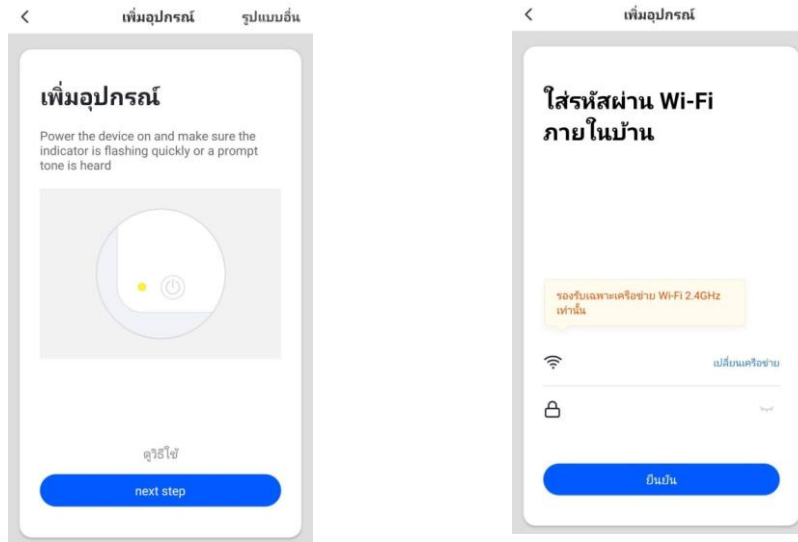 เพิ่มอุปกรณ์
รูปแบบอื่น
เพิ่มอุปกรณ์
Power the device on and make sure the
indicator is flashing quickly or a prompt
tone is heard
ดูวิธีใช้
next step
เพิ่มอุปกรณ์
ใส่รหัสผ่าน Wi-Fi
ภายในบ้าน
รองรับเฉพาะเครือข่าย Wi-Fi 2.4GHz
เท่านั้น
เปลี่ยนเครือข่าย
ยืนยัน